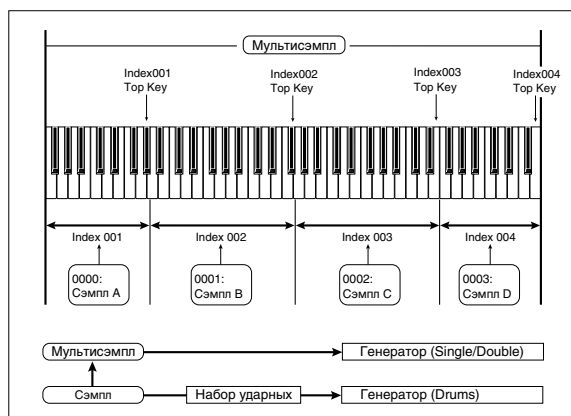 Мультисэмпл
Index001
Top Key
Index002
Top Key
Index003
Top Key
Index004
Top Key
Index 001
Index 002
Index 003
Index 004
0000:
Сэмпл A
0001:
Сэмпл B
0002:
Сэмпл C
0003:
Сэмпл D
Мультисэмпл
Генератор (Single/Double)
Сэмпл
Набор ударных
Генератор (Drums)